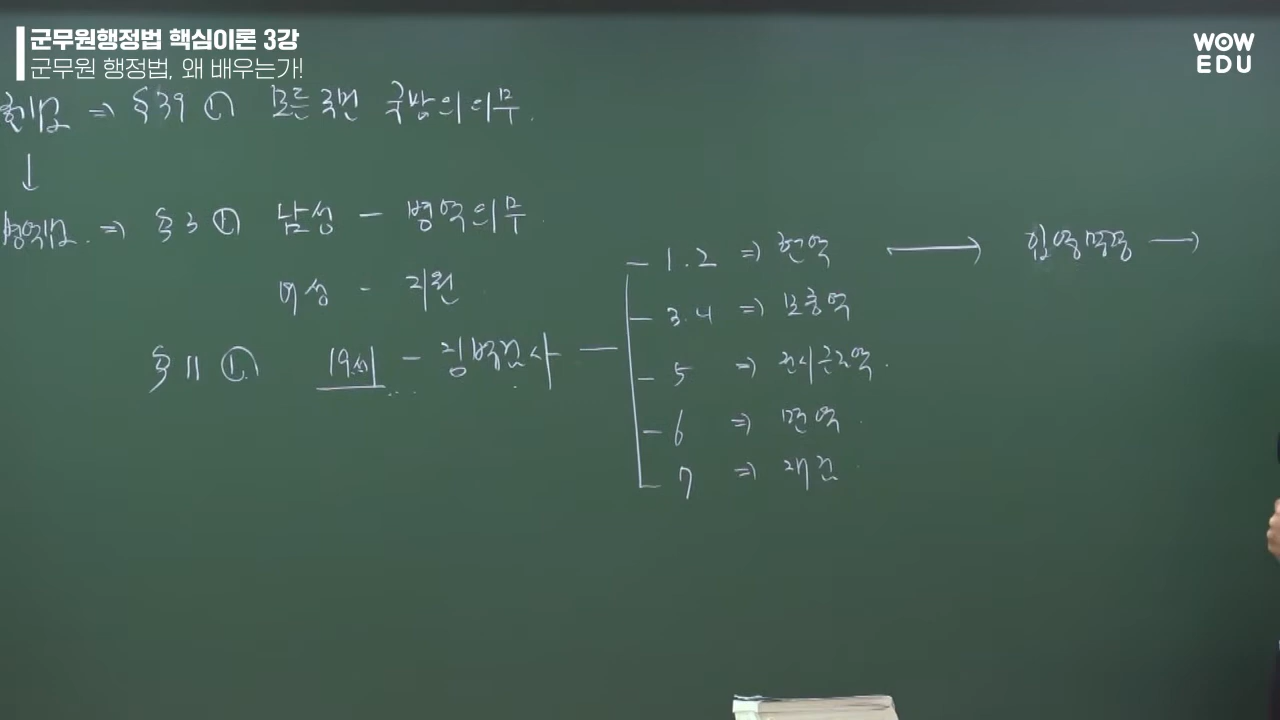 군무원행정법 핵심이론 3강
군무원 행정법, 왜 배우는가!
WOW
EDU
헌법 ⇒ §39 ① 모든 국민 국방의 의무.
↓
병역법. ⇒ §3 ① 남성 - 병역의무.
여성 - 지원
§11 ① 19세 - 징병검사
1.2 ⇒ 현역 → 입영명령 →
3.4 ⇒ 보충역
5 ⇒ 전시근로역.
6 ⇒ 면역.
7 ⇒ 재검.